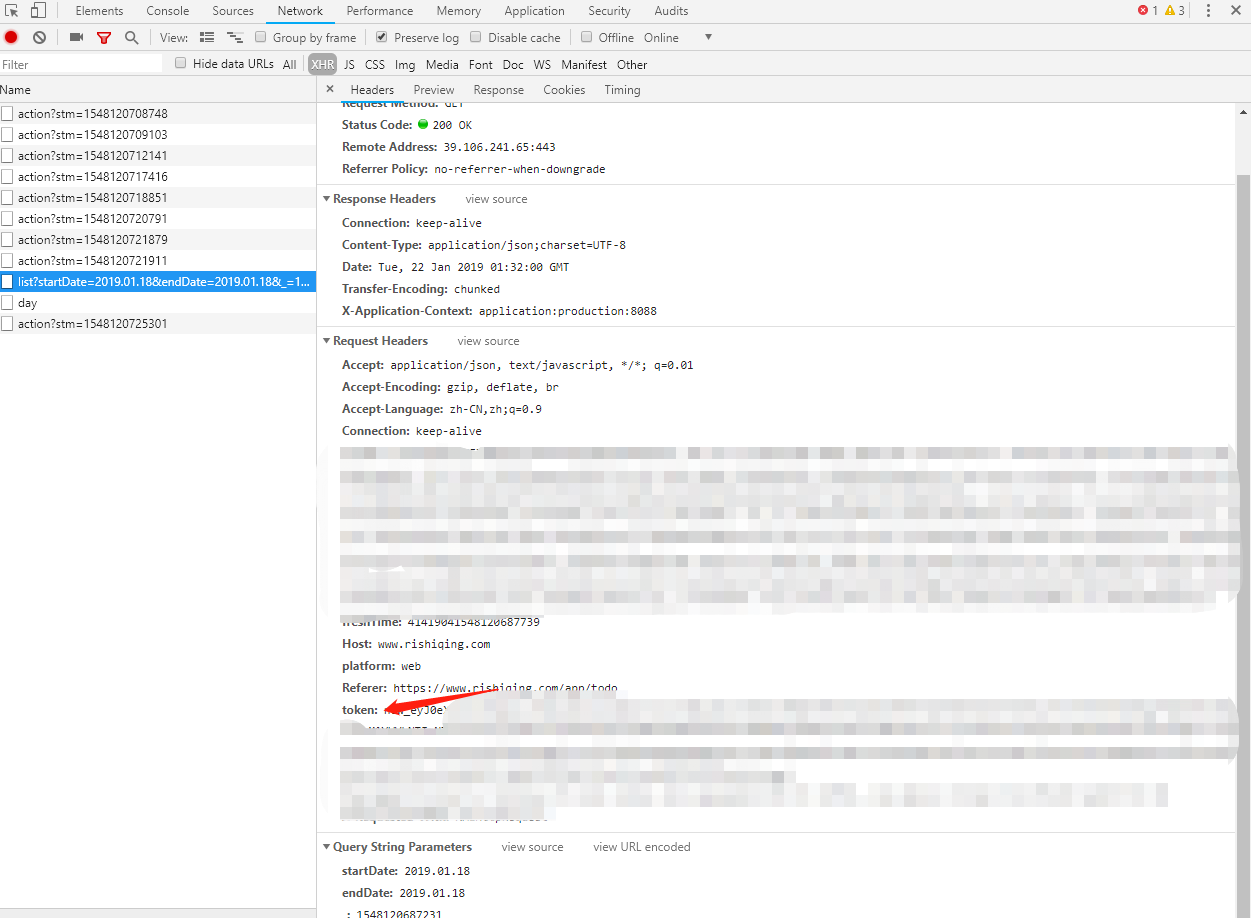 Elements Console Sources Network Performance Memory Application Security Audits 1 3
View: Group by frame Preserve log Disable cache Offline Online
Filter Hide data URLs All XHR JS CSS Img Media Font Doc WS Manifest Other
Name
action?stm=1548120708748
action?stm=1548120709103
action?stm=1548120712141
action?stm=1548120717416
action?stm=1548120718851
action?stm=1548120720791
action?stm=1548120721879
action?stm=1548120721911
list?startDate=2019.01.18&endDate=2019.01.18&_=1...
day
action?stm=1548120725301
× Headers Preview Response Cookies Timing
Request Method: GET
Status Code: 200 OK
Remote Address: 39.106.241.65:443
Referrer Policy: no-referrer-when-downgrade
Response Headers view source
Connection: keep-alive
Content-Type: application/json;charset=UTF-8
Date: Tue, 22 Jan 2019 01:32:00 GMT
Transfer-Encoding: chunked
X-Application-Context: application:production:8088
Request Headers view source
Accept: application/json, text/javascript, */*; q=0.01
Accept-Encoding: gzip, deflate, br
Accept-Language: zh-CN,zh;q=0.9
Connection: keep-alive
freshTime: 41419041548120687739
Host: www.rishiqing.com
platform: web
Referer: https://www.rishiqing.com/app/todo
token:
Query String Parameters view source view URL encoded
startDate: 2019.01.18
endDate: 2019.01.18
_: 1548120687231